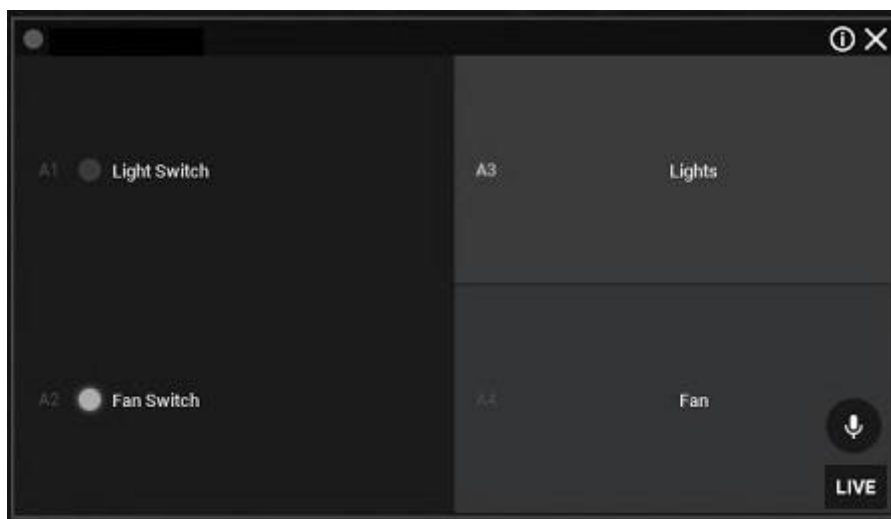 A1 Light Switch
A3 Lights
A2 Fan Switch
A4 Fan
LIVE